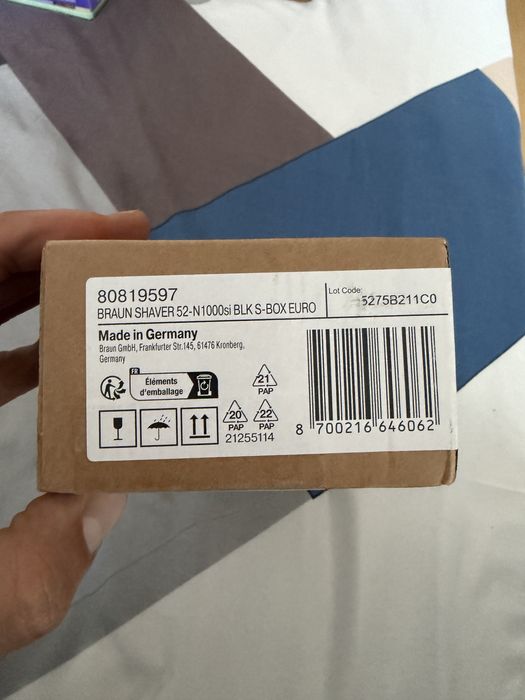 80819597
BRAUN SHAVER 52-N1000si BLK S-BOX EURO
Lot Code:
5275B211C0
Made in Germany
Braun GmbH, Frankfurter Str.145, 61476 Kronberg,
Germany
FR
Éléments
d'emballage
21
PAP
20
PAP
22
PAP
21255114
8 700216 646062